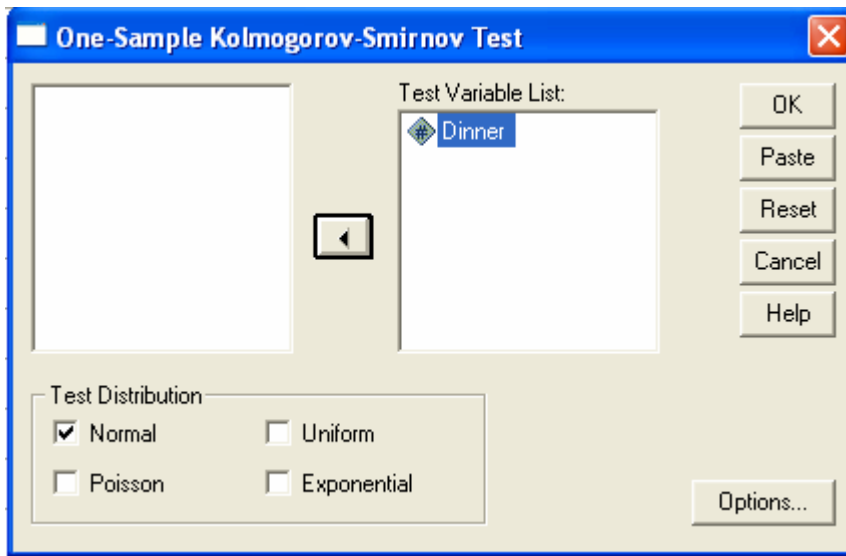 One-Sample Kolmogorov-Smirnov Test
Test Variable List:
# Dinner
OK
Paste
Reset
Cancel
Help
Test Distribution
Normal
Uniform
Poisson
Exponential
Options...